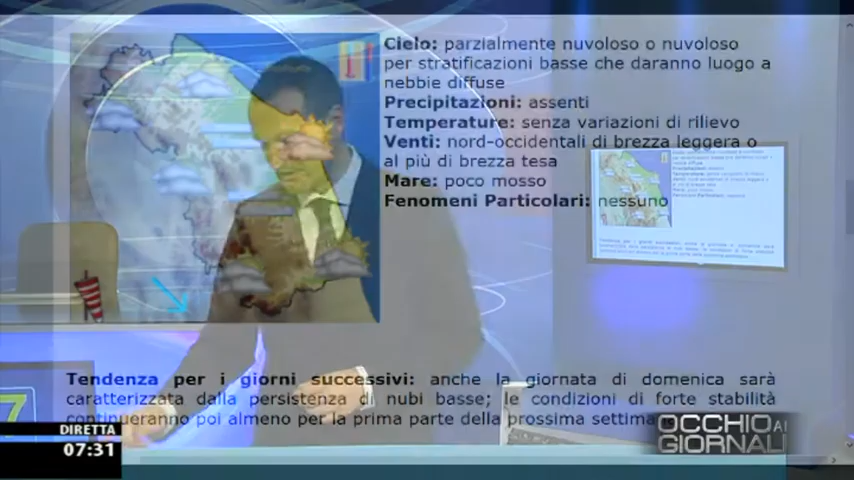 Cielo: parzialmente nuvoloso o nuvoloso
per stratificazioni basse che daranno luogo a
nebbie diffuse
Precipitazioni: assenti
Temperature: senza variazioni di rilievo
Venti: nord-occidentali di brezza leggera o
al più di brezza tesa
Mare: poco mosso
Fenomeni Particolari: nessuno
Tendenza per i giorni successivi: anche la giornata di domenica sarà
caratterizzata dalla persistenza di nubi basse; le condizioni di forte stabilità
continueranno poi almeno per la prima parte della prossima
7
DIRETTA
07:31
OCCHIO AI
GIORNALI